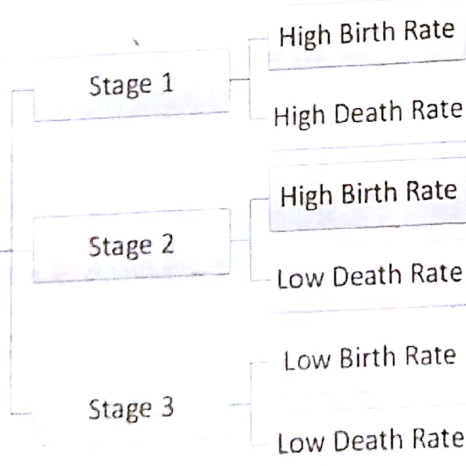 Stage 1
High Birth Rate
High Death Rate
Stage 2
High Birth Rate
Low Death Rate
Stage 3
Low Birth Rate
Low Death Rate